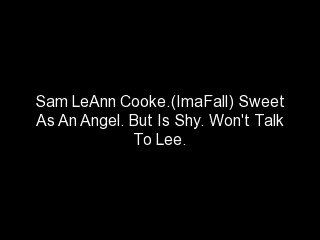 Sam LeAnn Cooke.(ImaFall) Sweet
As An Angel. But Is Shy. Won't Talk
To Lee.